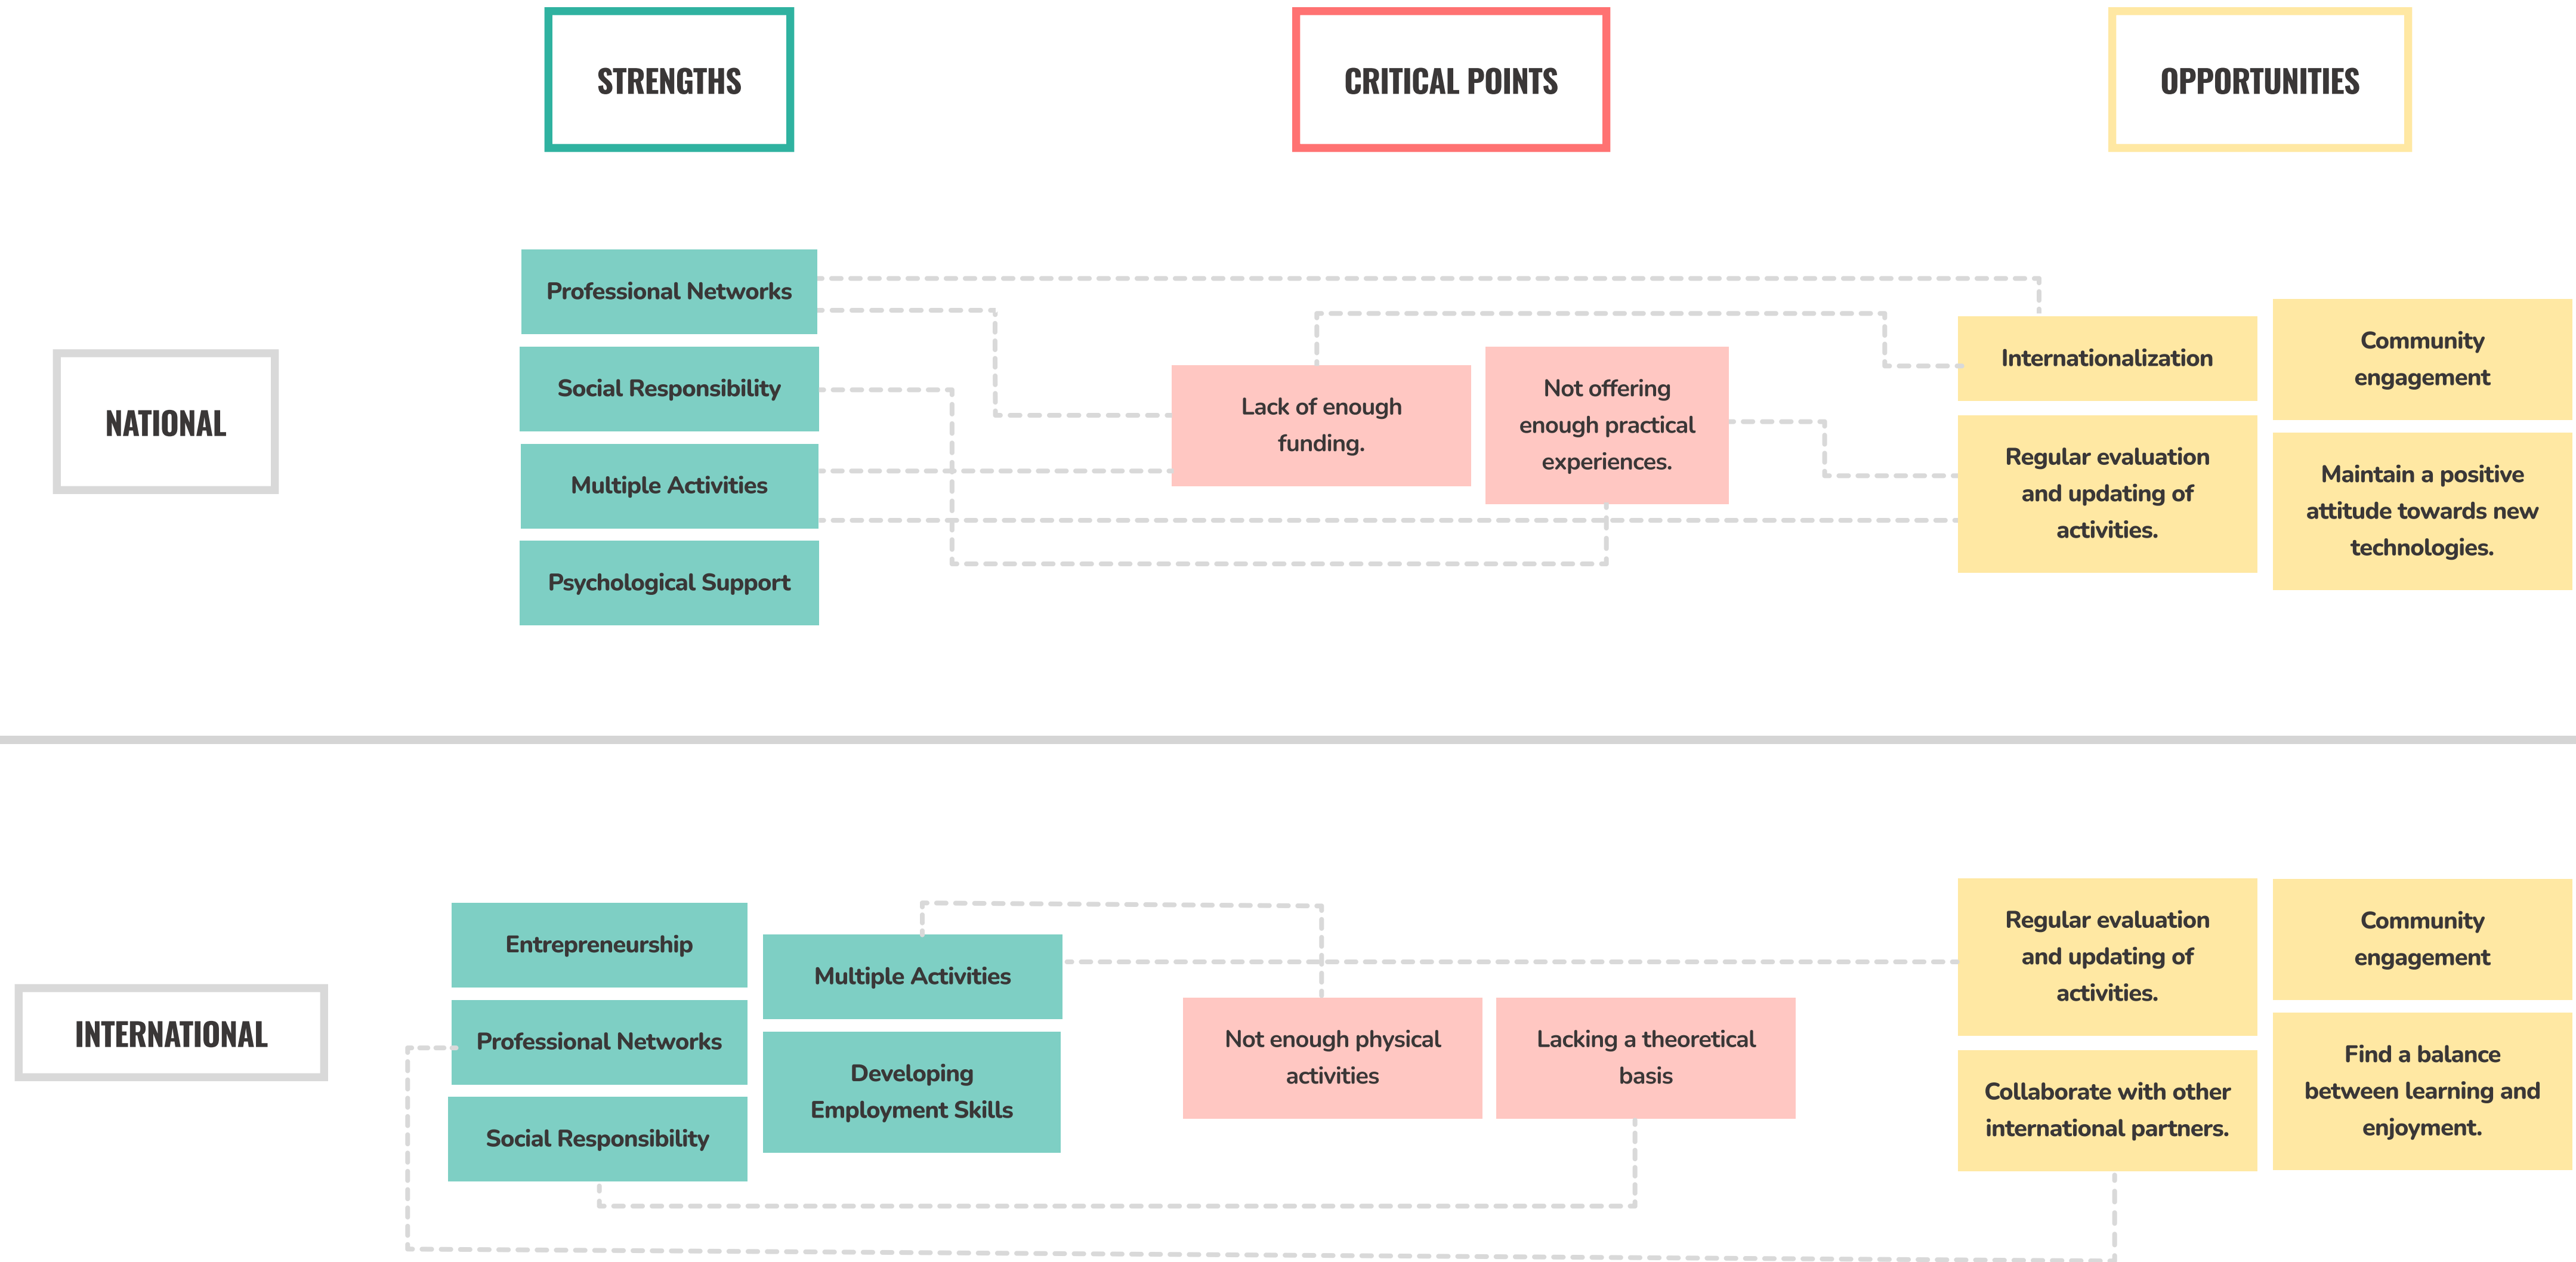 STRENGTHS
CRITICAL POINTS
OPPORTUNITIES
NATIONAL
Professional Networks
Social Responsibility
Multiple Activities
Psychological Support
Lack of enough
funding.
Not offering
enough practical
experiences.
Internationalization
Regular evaluation
and updating of
activities.
Community
engagement
Maintain a positive
attitude towards new
technologies.
INTERNATIONAL
Entrepreneurship
Professional Networks
Social Responsibility
Multiple Activities
Developing
Employment Skills
Not enough physical
activities
Lacking a theoretical
basis
Regular evaluation
and updating of
activities.
Collaborate with other
international partners.
Community
engagement
Find a balance
between learning and
enjoyment.